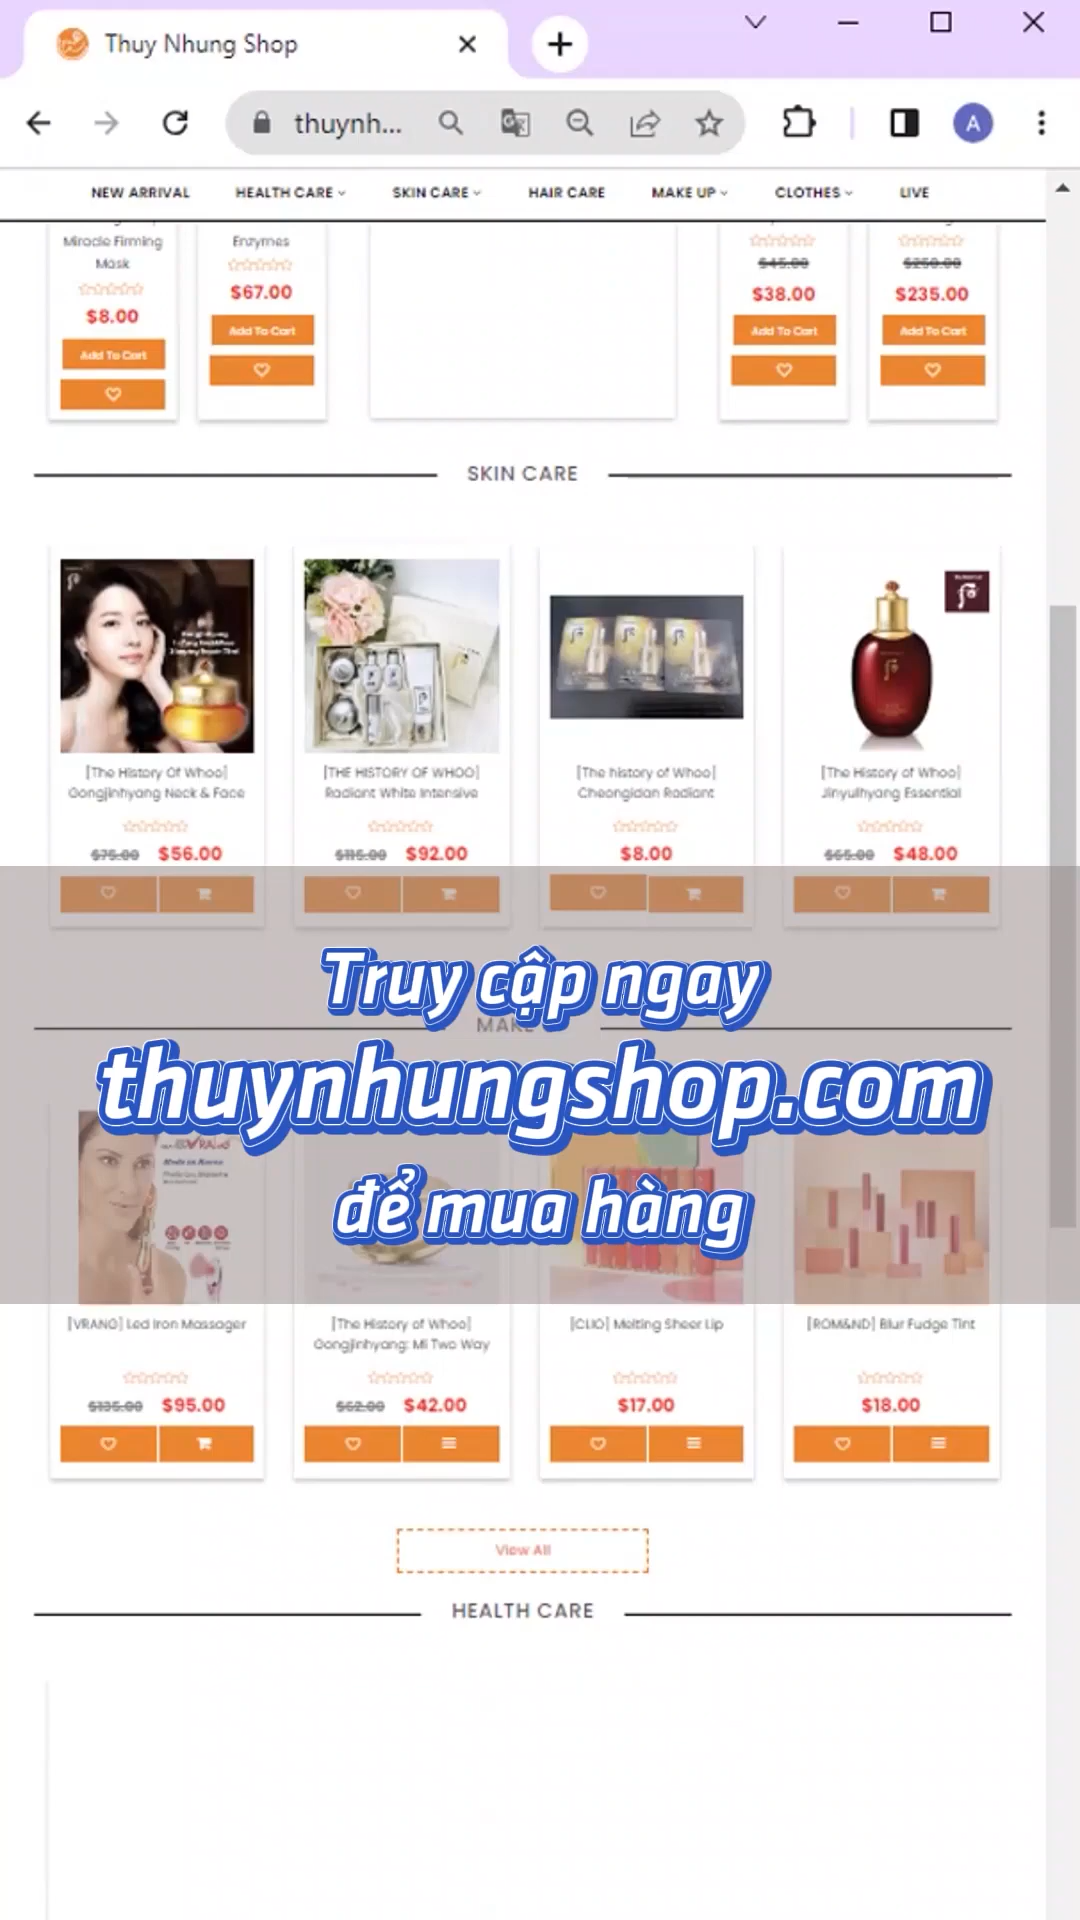 Thuy Nhung Shop
thuynh...
A
NEW ARRIVAL HEALTH CARE SKIN CARE HAIR CARE MAKE UP CLOTHES LIVE
Miracle Firming
Mask
$8.00
Add To Cart
Enzymes
$67.00
Add To Cart
$45.00
$38.00
Add To Cart
$250.00
$235.00
Add To Cart
SKIN CARE
[The History Of Whoo]
Gongjinhyang Neck & Face
$75.00 $56.00
[THE HISTORY OF WHOO]
Radiant White Intensive
$115.00 $92.00
[The history of Whoo]
Cheongidan Radiant
$8.00
[The History of Whoo]
Jinyulhyang Essential
$65.00 $48.00
Truy cập ngay
MAKE
thuynhungshop.com
để mua hàng
Made in Korea
[VRANG] Led Iron Massager
$135.00 $95.00
[The History of Whoo]
Gongjinhyang: Mi Two Way
$62.00 $42.00
[CLIO] Melting Sheer Lip
$17.00
[ROM&ND] Blur Fudge Tint
$18.00
View All
HEALTH CARE